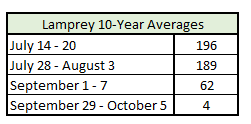 Lamprey 10-Year Averages
July 14 - 20 196
July 28 - August 3 189
September 1 - 7 62
September 29 - October 5 4